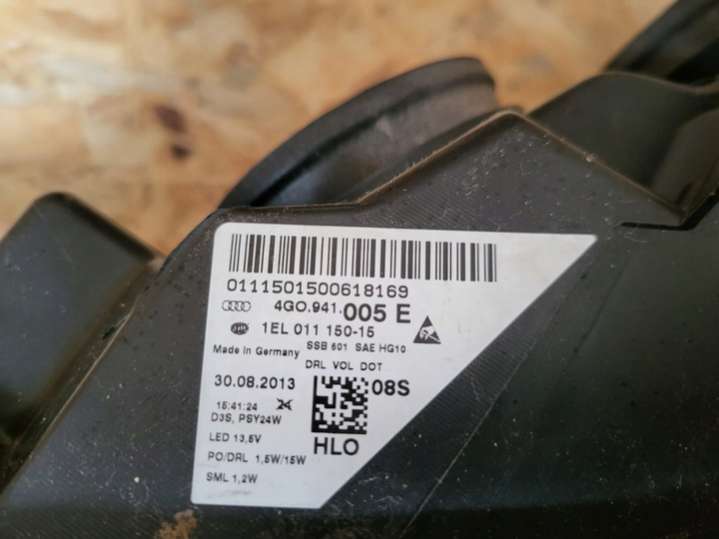 0111501500618169
4GO.941.005 E
1EL 011 150-15
SSB 601 SAE HG10
Made in Germany
DRL VOL DOT
30.08.2013
08S
15:41:24
D3S, PSY24W
LED 13,5V
HLO
PO/DRL 1,5W/15W
SML 1,2W